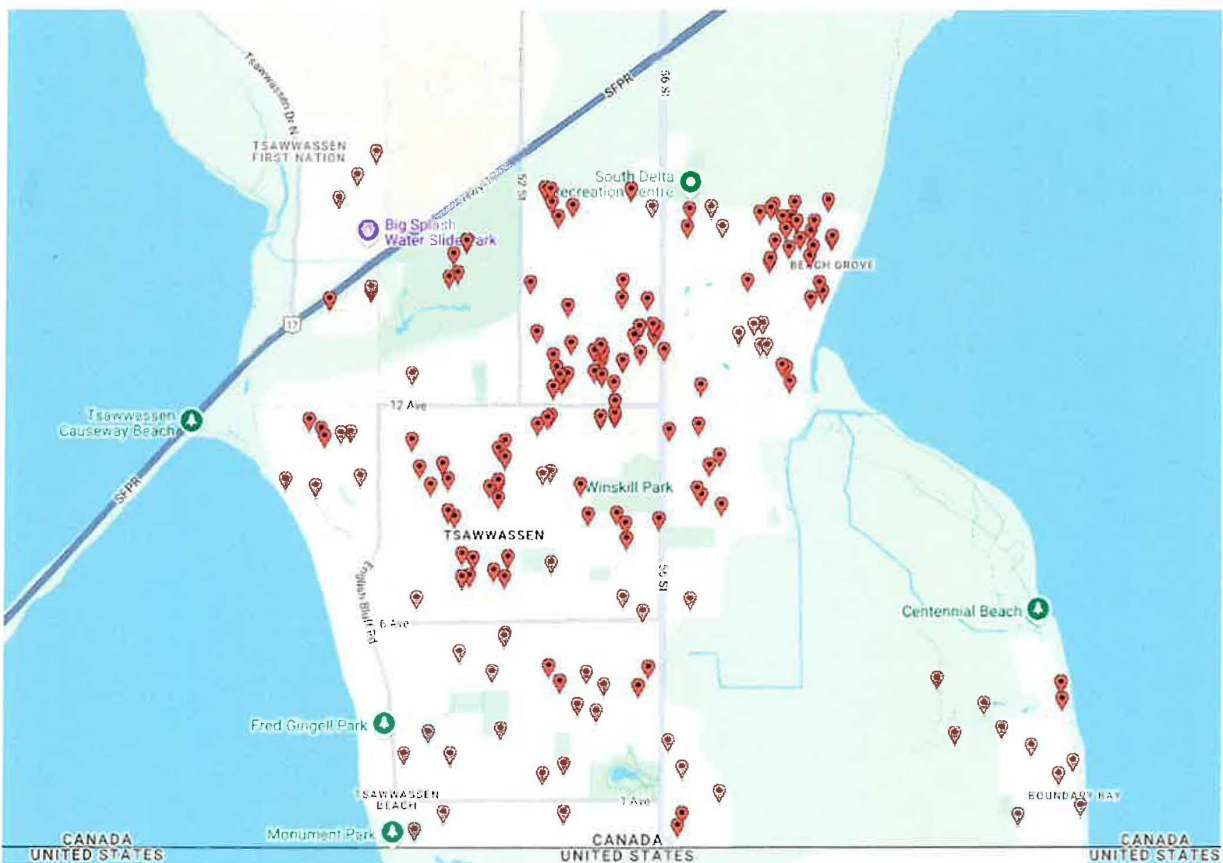 Tsawwassen Dr N
SFPR
56 St
TSAWWASSEN
FIRST NATION
52 St
South Delta
Recreation Centre
Big Splash
Water Slide Park
BEACH GROVE
17
12 Ave
Tsawwassen
Causeway Beach
SFPR
Winskill Park
TSAWWASSEN
English Bluff Rd
56 St
6 Ave
Centennial Beach
Fred Gingell Park
TSAWWASSEN
BEACH
1 Ave
BOUNDARY BAY
Monument Park
CANADA
UNITED STATES
CANADA
UNITED STATES
CANADA
UNITED STATES